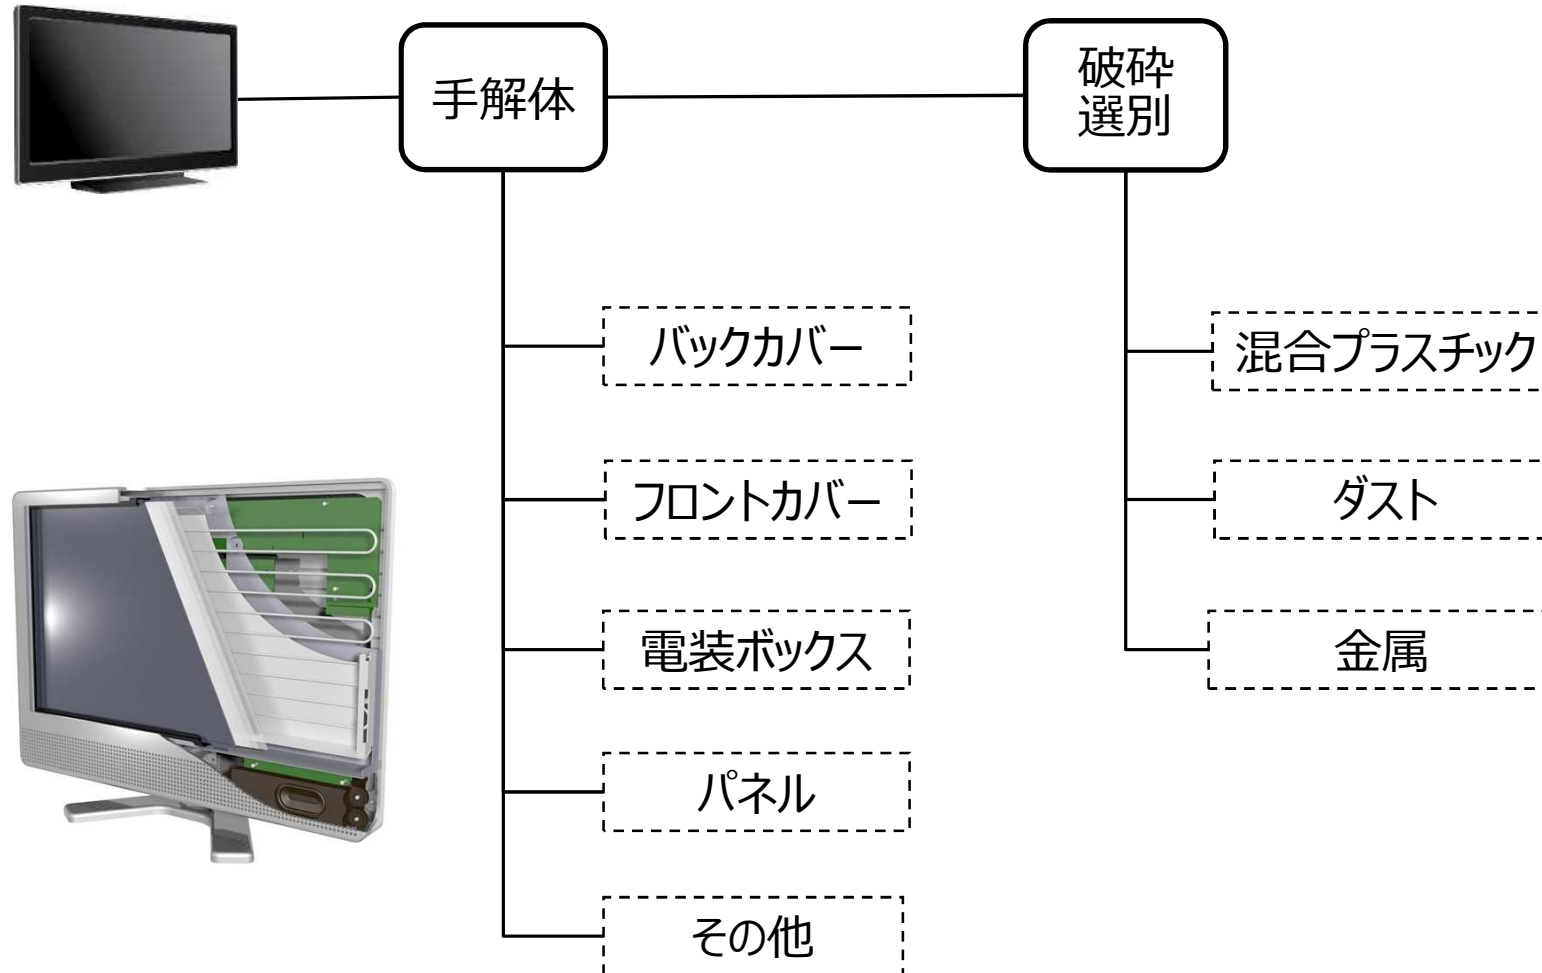 手解体
破砕
選別
バックカバー
フロントカバー
電装ボックス
パネル
その他
混合プラスチック
ダスト
金属